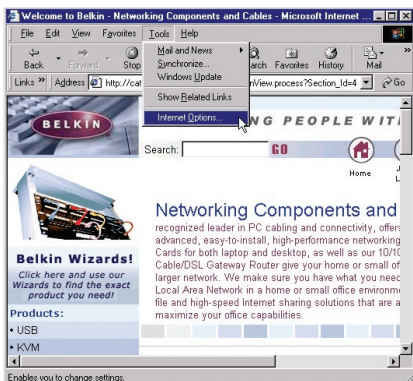 Welcome to Belkin - Networking Components and Cables - Microsoft Internet ...
File Edit View Favorites Tools Help
Back Forward Stop Search Favorites History Mail
Links » Address http://cat nView.process?Section_Id=4 Go
Mail and News
Synchronize...
Windows Update
Show Related Links
Internet Options...
BELKIN
NG PEOPLE WITH
Search: GO
Home
Networking Components and
recognized leader in PC cabling and connectivity, offers
advanced, easy-to-install, high-performance networking
Cards for both laptop and desktop, as well as our 10/10
Cable/DSL Gateway Router give your home or small of
larger network. We make sure you have what you need
Local Area Network in a home or small office environme
file and high-speed Internet sharing solutions that are a
maximize your office capabilities.
Belkin Wizards!
Click here and use our
Wizards to find the exact
product you need!
Products:
• USB
• KVM
Enables you to change settings.